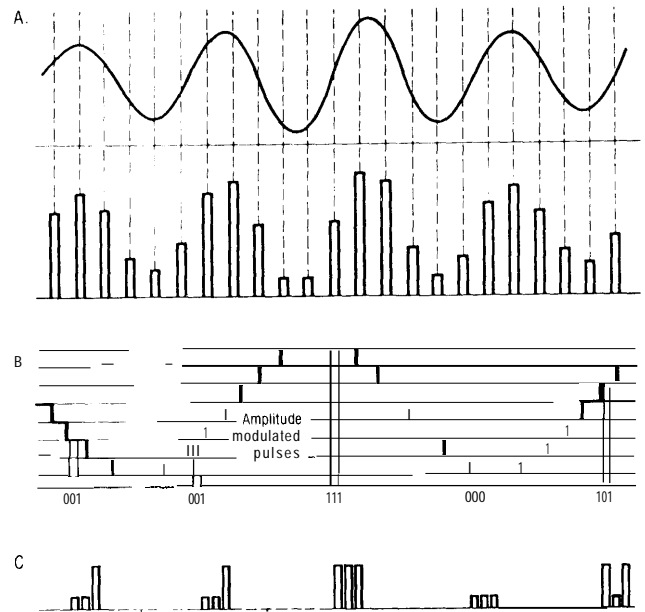 A.
B
Amplitude
modulated
pulses
001 001 111 000 101
C